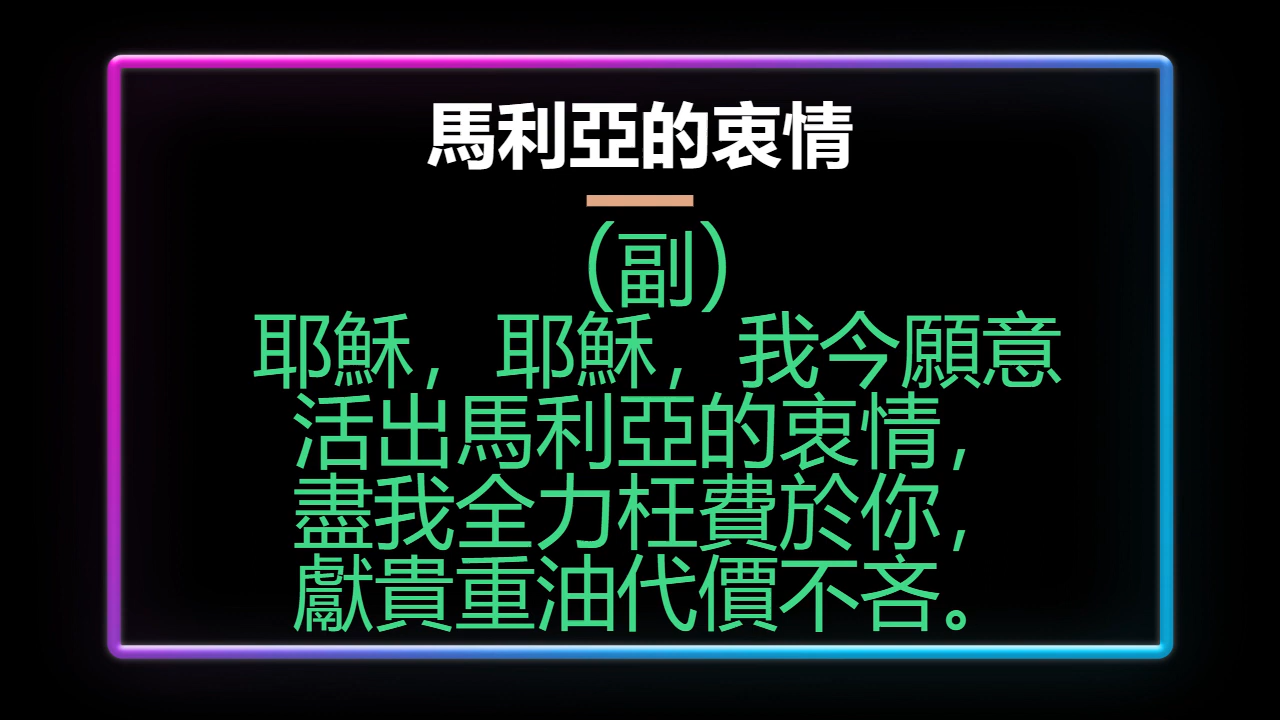 馬利亞的衷情
（副）
耶穌，耶穌，我今願意
活出馬利亞的衷情，
盡我全力枉費於你，
獻貴重油代價不吝。